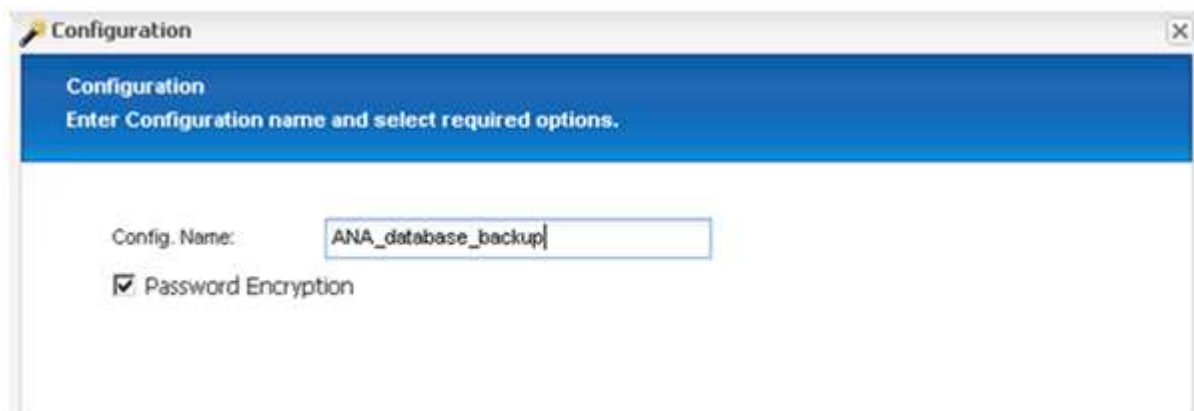 Configuration
Configuration
Enter Configuration name and select required options.
Config. Name: ANA_database_backup
Password Encryption